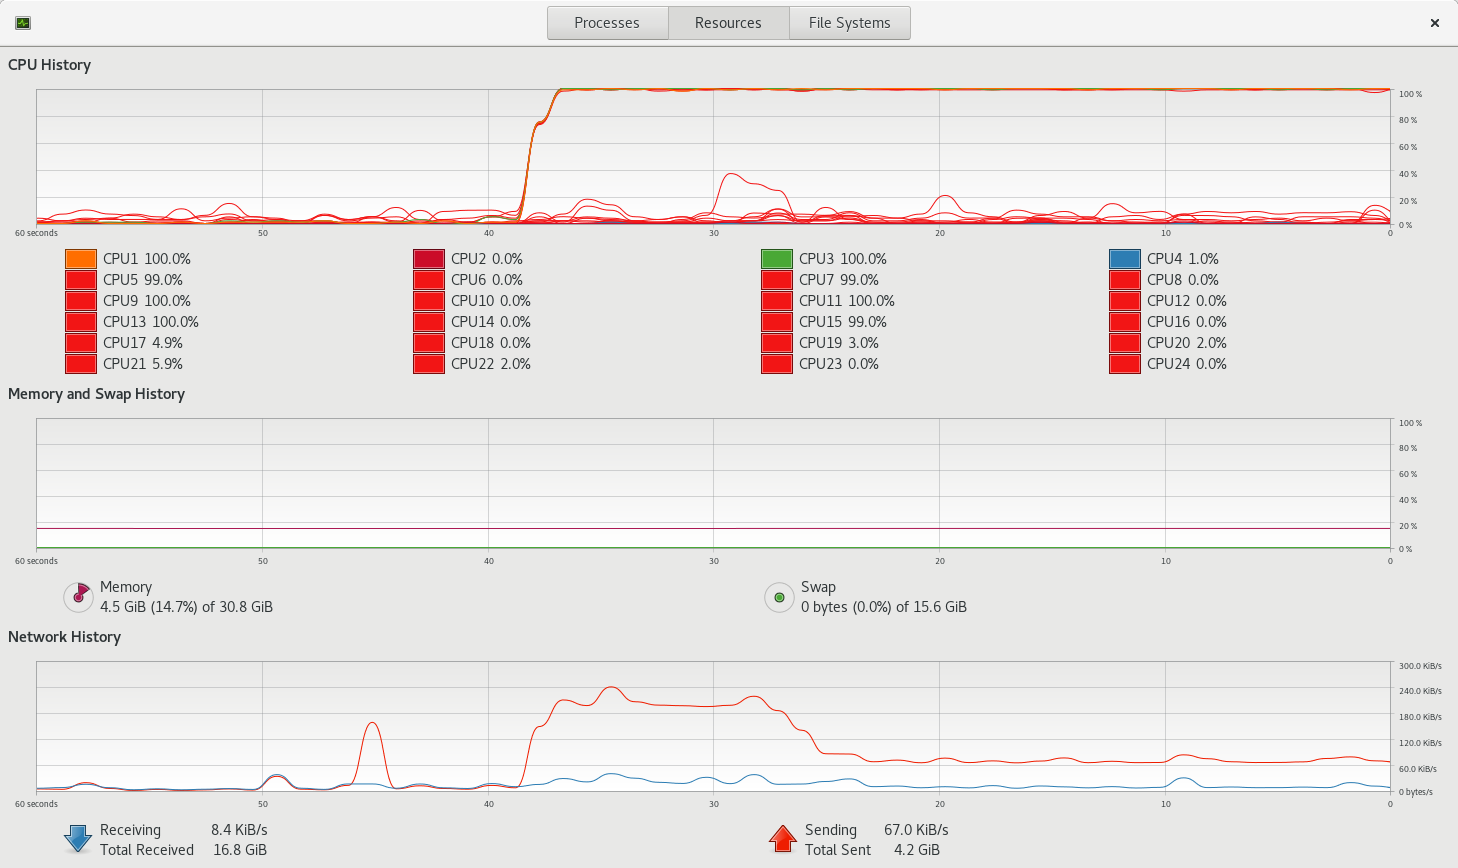 Processes Resources File Systems
CPU History
100 %
80 %
60 %
40 %
20 %
0 %
60 seconds 50 40 30 20 10 0
CPU1 100.0% CPU2 0.0% CPU3 100.0% CPU4 1.0%
CPU5 99.0% CPU6 0.0% CPU7 99.0% CPU8 0.0%
CPU9 100.0% CPU10 0.0% CPU11 100.0% CPU12 0.0%
CPU13 100.0% CPU14 0.0% CPU15 99.0% CPU16 0.0%
CPU17 4.9% CPU18 0.0% CPU19 3.0% CPU20 2.0%
CPU21 5.9% CPU22 2.0% CPU23 0.0% CPU24 0.0%
Memory and Swap History
100 %
80 %
60 %
40 %
20 %
0 %
60 seconds 50 40 30 20 10 0
Memory Swap
4.5 GiB (14.7%) of 30.8 GiB 0 bytes (0.0%) of 15.6 GiB
Network History
300.0 KiB/s
240.0 KiB/s
180.0 KiB/s
120.0 KiB/s
60.0 KiB/s
0 bytes/s
60 seconds 50 40 30 20 10 0
Receiving 8.4 KiB/s Sending 67.0 KiB/s
Total Received 16.8 GiB Total Sent 4.2 GiB